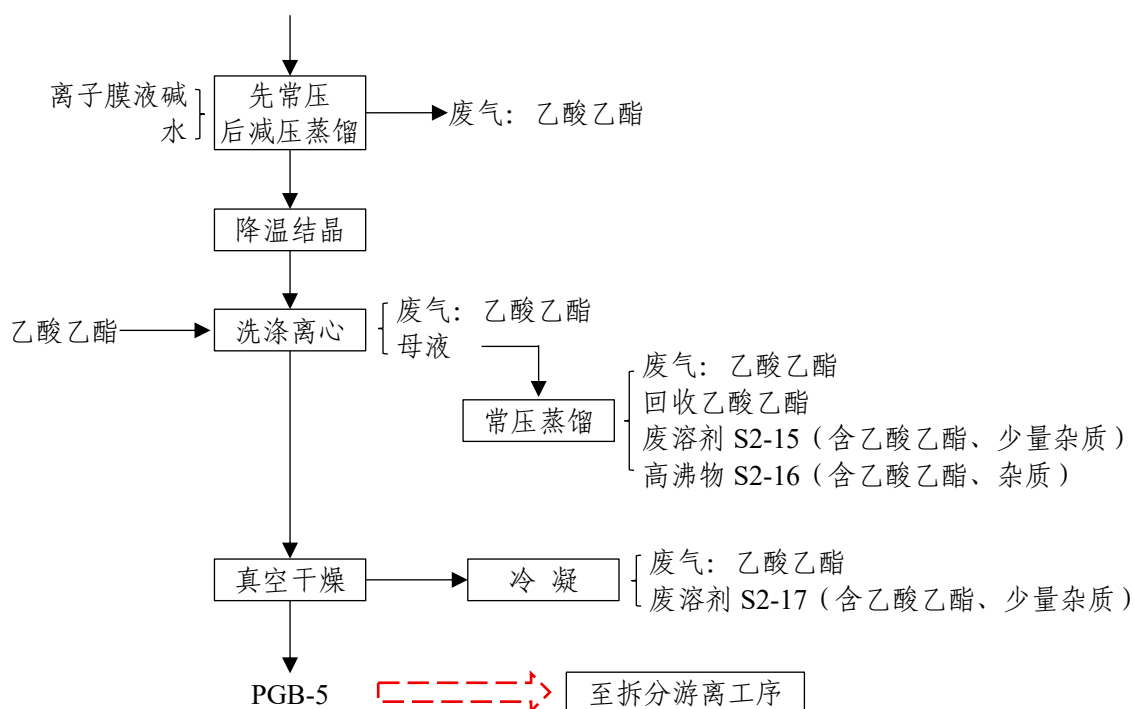 离子膜液碱
水
先常压
后减压蒸馏
废气：乙酸乙酯
降温结晶
乙酸乙酯
洗涤离心
废气：乙酸乙酯
母液
常压蒸馏
废气：乙酸乙酯
回收乙酸乙酯
废溶剂 S2-15（含乙酸乙酯、少量杂质）
高沸物 S2-16（含乙酸乙酯、杂质）
真空干燥
冷 凝
废气：乙酸乙酯
废溶剂 S2-17（含乙酸乙酯、少量杂质）
PGB-5
至拆分游离工序